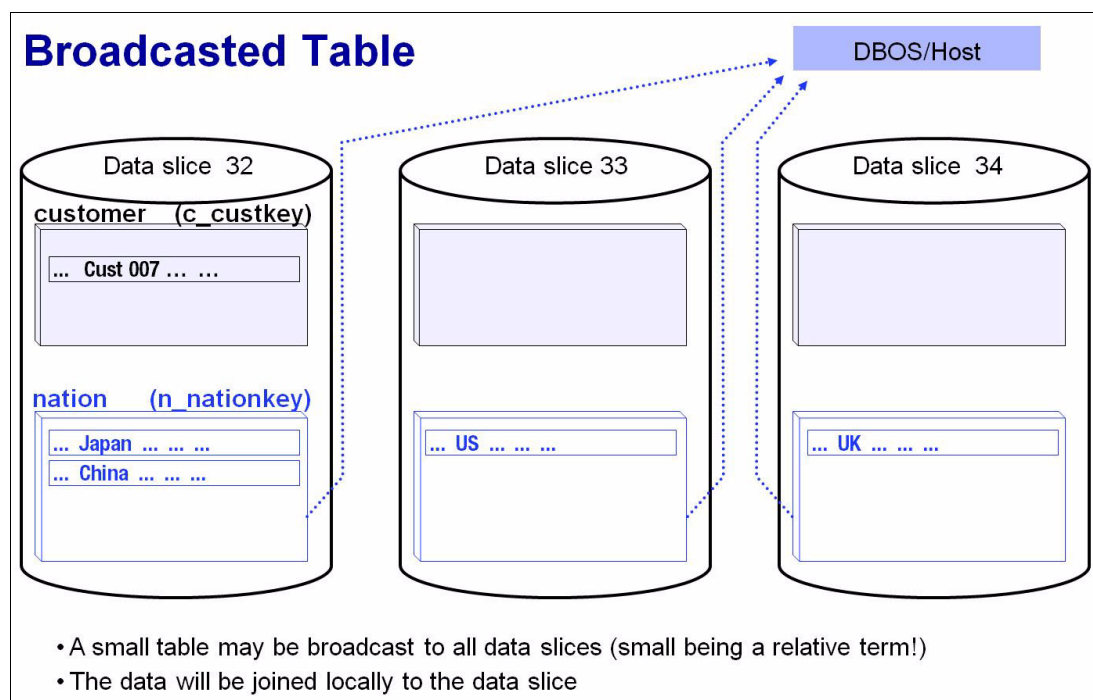 Broadcasted Table
DBOS/Host
Data slice 32
customer (c_custkey)
... Cust 007 ... ...
nation (n_nationkey)
... Japan ... ... ...
... China ... ... ...
Data slice 33
... US ... ... ...
Data slice 34
... UK ... ... ...
• A small table may be broadcast to all data slices (small being a relative term!)
• The data will be joined locally to the data slice